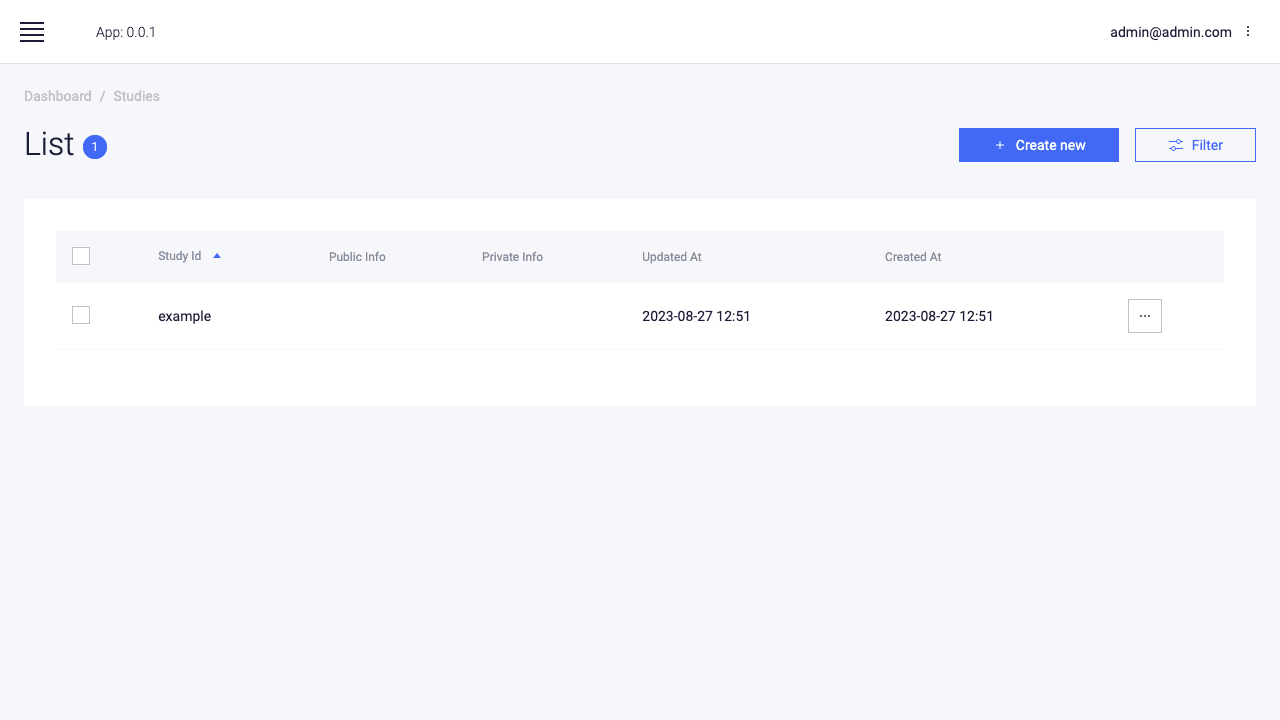 App: 0.0.1
admin@admin.com
Dashboard / Studies
List 1
+ Create new
Filter
Study Id Public Info Private Info Updated At Created At
example 2023-08-27 12:51 2023-08-27 12:51